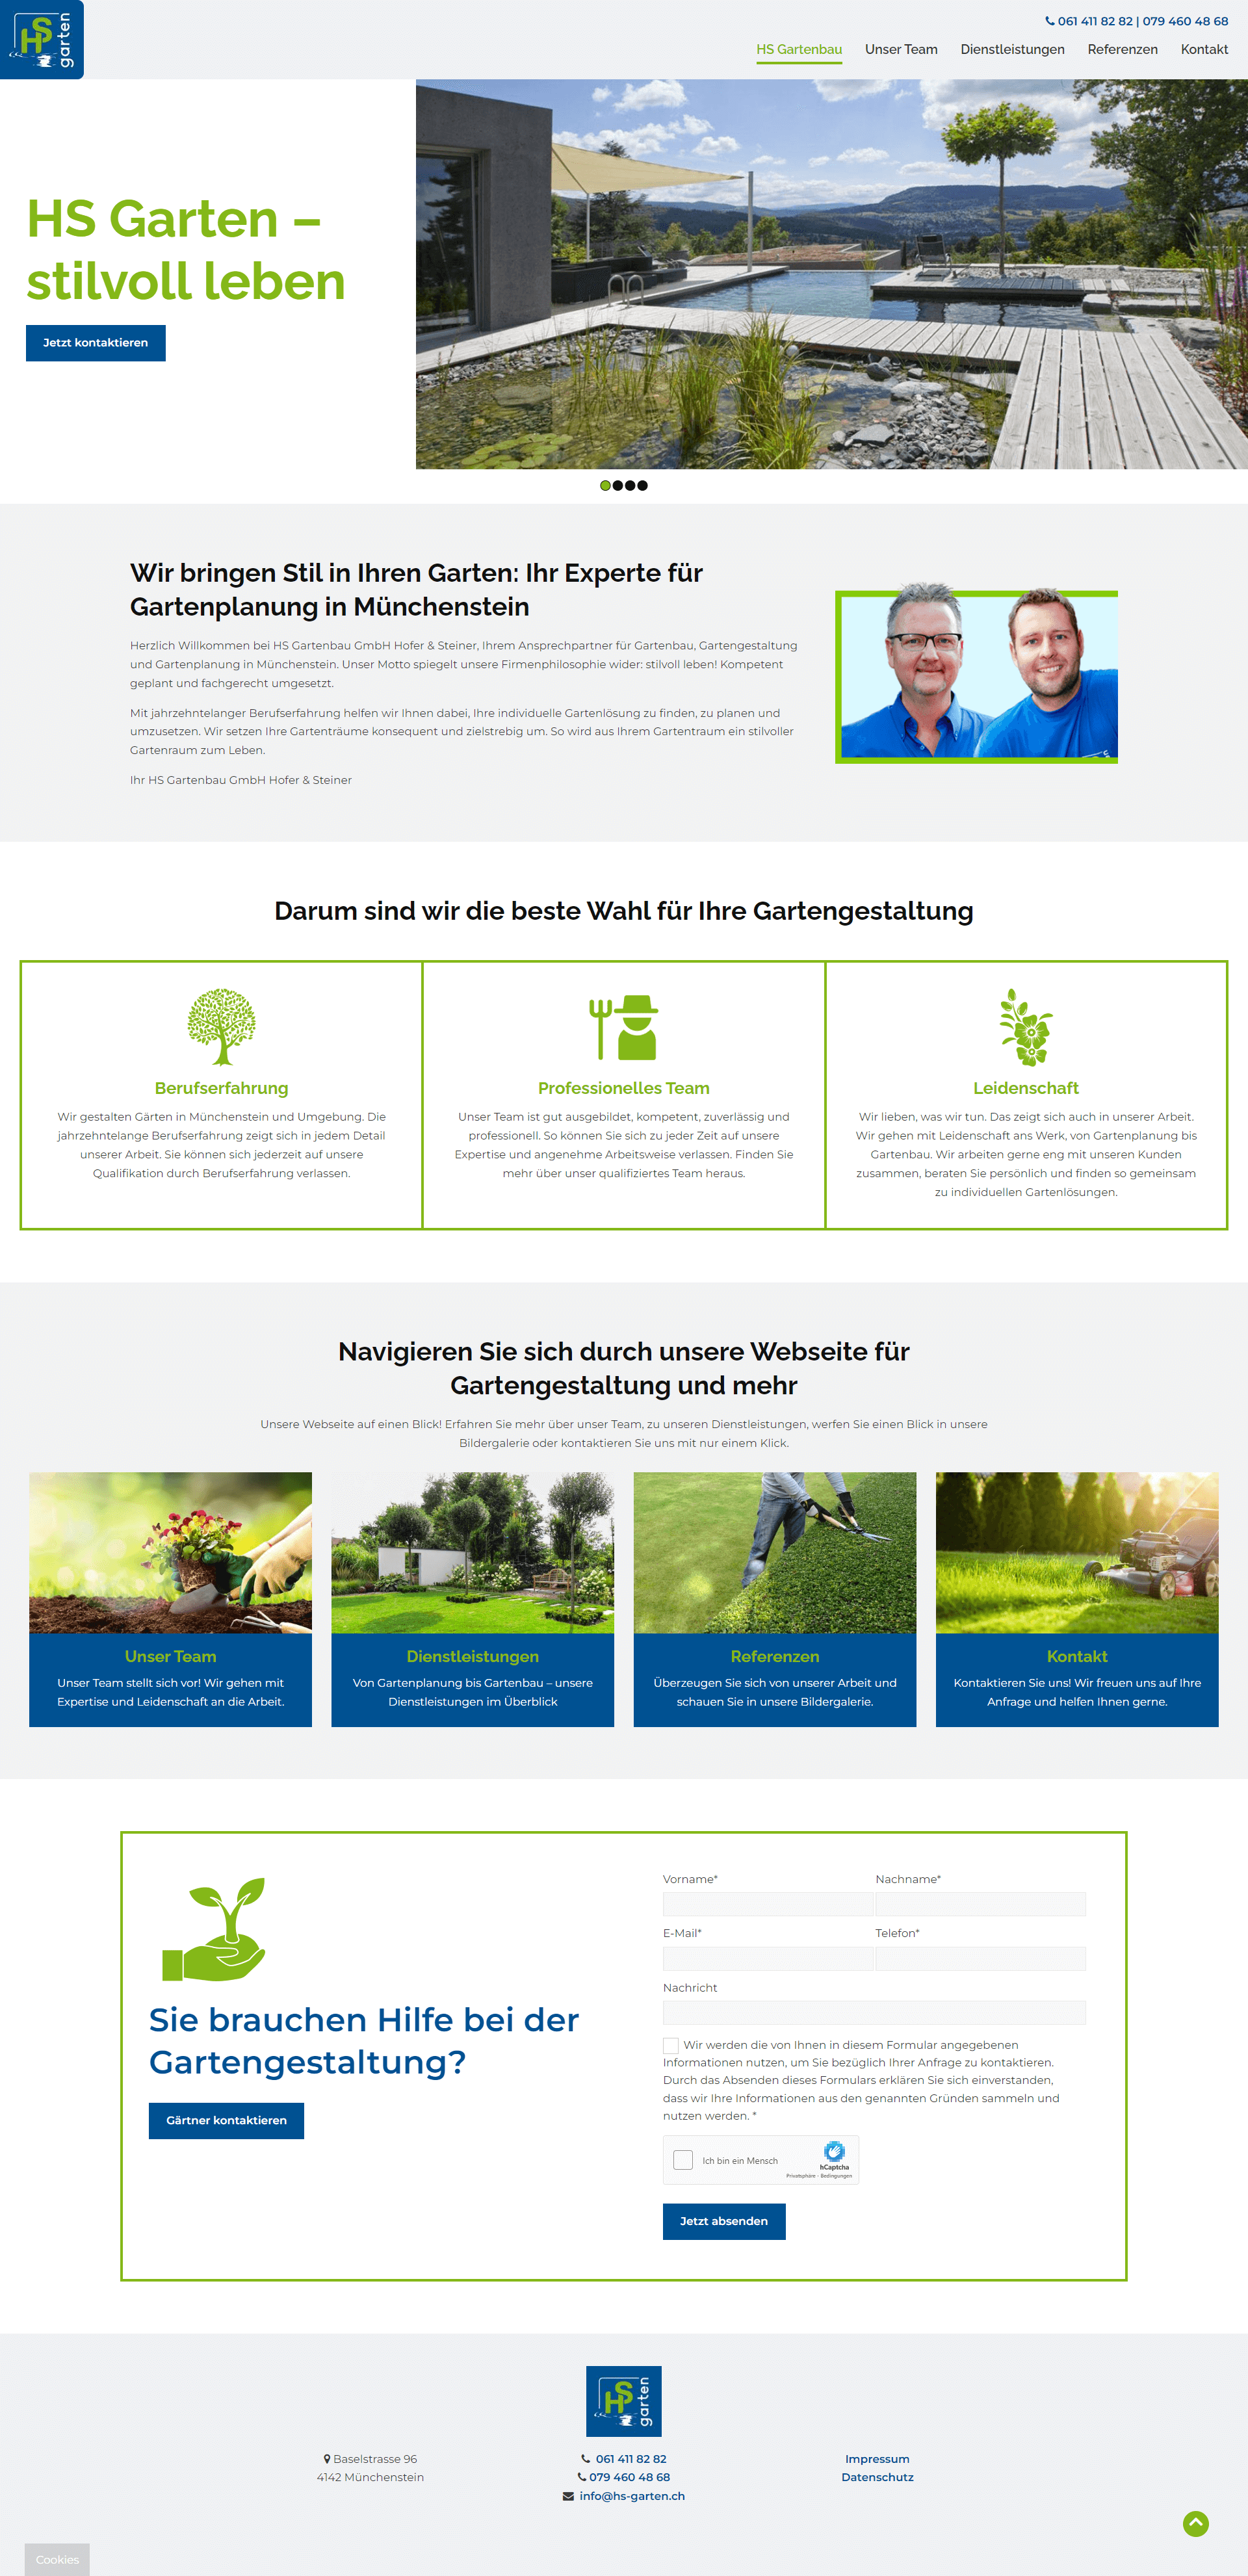 HS
garten
061 411 82 82 | 079 460 48 68
HS Gartenbau
Unser Team
Dienstleistungen
Referenzen
Kontakt
HS Garten –
stilvoll leben
Jetzt kontaktieren
Wir bringen Stil in Ihren Garten: Ihr Experte für
Gartenplanung in Münchenstein
Herzlich Willkommen bei HS Gartenbau GmbH Hofer & Steiner, Ihrem Ansprechpartner für Gartenbau, Gartengestaltung
und Gartenplanung in Münchenstein. Unser Motto spiegelt unsere Firmenphilosophie wider: stilvoll leben! Kompetent
geplant und fachgerecht umgesetzt.
Mit jahrzehntelanger Berufserfahrung helfen wir Ihnen dabei, Ihre individuelle Gartenlösung zu finden, zu planen und
umzusetzen. Wir setzen Ihre Gartenträume konsequent und zielstrebig um. So wird aus Ihrem Gartentraum ein stilvoller
Gartenraum zum Leben.
Ihr HS Gartenbau GmbH Hofer & Steiner
Darum sind wir die beste Wahl für Ihre Gartengestaltung
Berufserfahrung
Wir gestalten Gärten in Münchenstein und Umgebung. Die
jahrzehntelange Berufserfahrung zeigt sich in jedem Detail
unserer Arbeit. Sie können sich jederzeit auf unsere
Qualifikation durch Berufserfahrung verlassen.
Professionelles Team
Unser Team ist gut ausgebildet, kompetent, zuverlässig und
professionell. So können Sie sich zu jeder Zeit auf unsere
Expertise und angenehme Arbeitsweise verlassen. Finden Sie
mehr über unser qualifiziertes Team heraus.
Leidenschaft
Wir lieben, was wir tun. Das zeigt sich auch in unserer Arbeit.
Wir gehen mit Leidenschaft ans Werk, von Gartenplanung bis
Gartenbau. Wir arbeiten gerne eng mit unseren Kunden
zusammen, beraten Sie persönlich und finden so gemeinsam
zu individuellen Gartenlösungen.
Navigieren Sie sich durch unsere Webseite für
Gartengestaltung und mehr
Unsere Webseite auf einen Blick! Erfahren Sie mehr über unser Team, zu unseren Dienstleistungen, werfen Sie einen Blick in unsere
Bildergalerie oder kontaktieren Sie uns mit nur einem Klick.
Unser Team
Unser Team stellt sich vor! Wir gehen mit
Expertise und Leidenschaft an die Arbeit.
Dienstleistungen
Von Gartenplanung bis Gartenbau – unsere
Dienstleistungen im Überblick
Referenzen
Überzeugen Sie sich von unserer Arbeit und
schauen Sie in unsere Bildergalerie.
Kontakt
Kontaktieren Sie uns! Wir freuen uns auf Ihre
Anfrage und helfen Ihnen gerne.
Sie brauchen Hilfe bei der
Gartengestaltung?
Gärtner kontaktieren
Vorname*
Nachname*
E-Mail*
Telefon*
Nachricht
Wir werden die von Ihnen in diesem Formular angegebenen
Informationen nutzen, um Sie bezüglich Ihrer Anfrage zu kontaktieren.
Durch das Absenden dieses Formulars erklären Sie sich einverstanden,
dass wir Ihre Informationen aus den genannten Gründen sammeln und
nutzen werden. *
Ich bin ein Mensch
hCaptcha
Privatsphäre - Bedingungen
Jetzt absenden
HS
garten
Baselstrasse 96
4142 Münchenstein
061 411 82 82
079 460 48 68
info@hs-garten.ch
Impressum
Datenschutz
Cookies